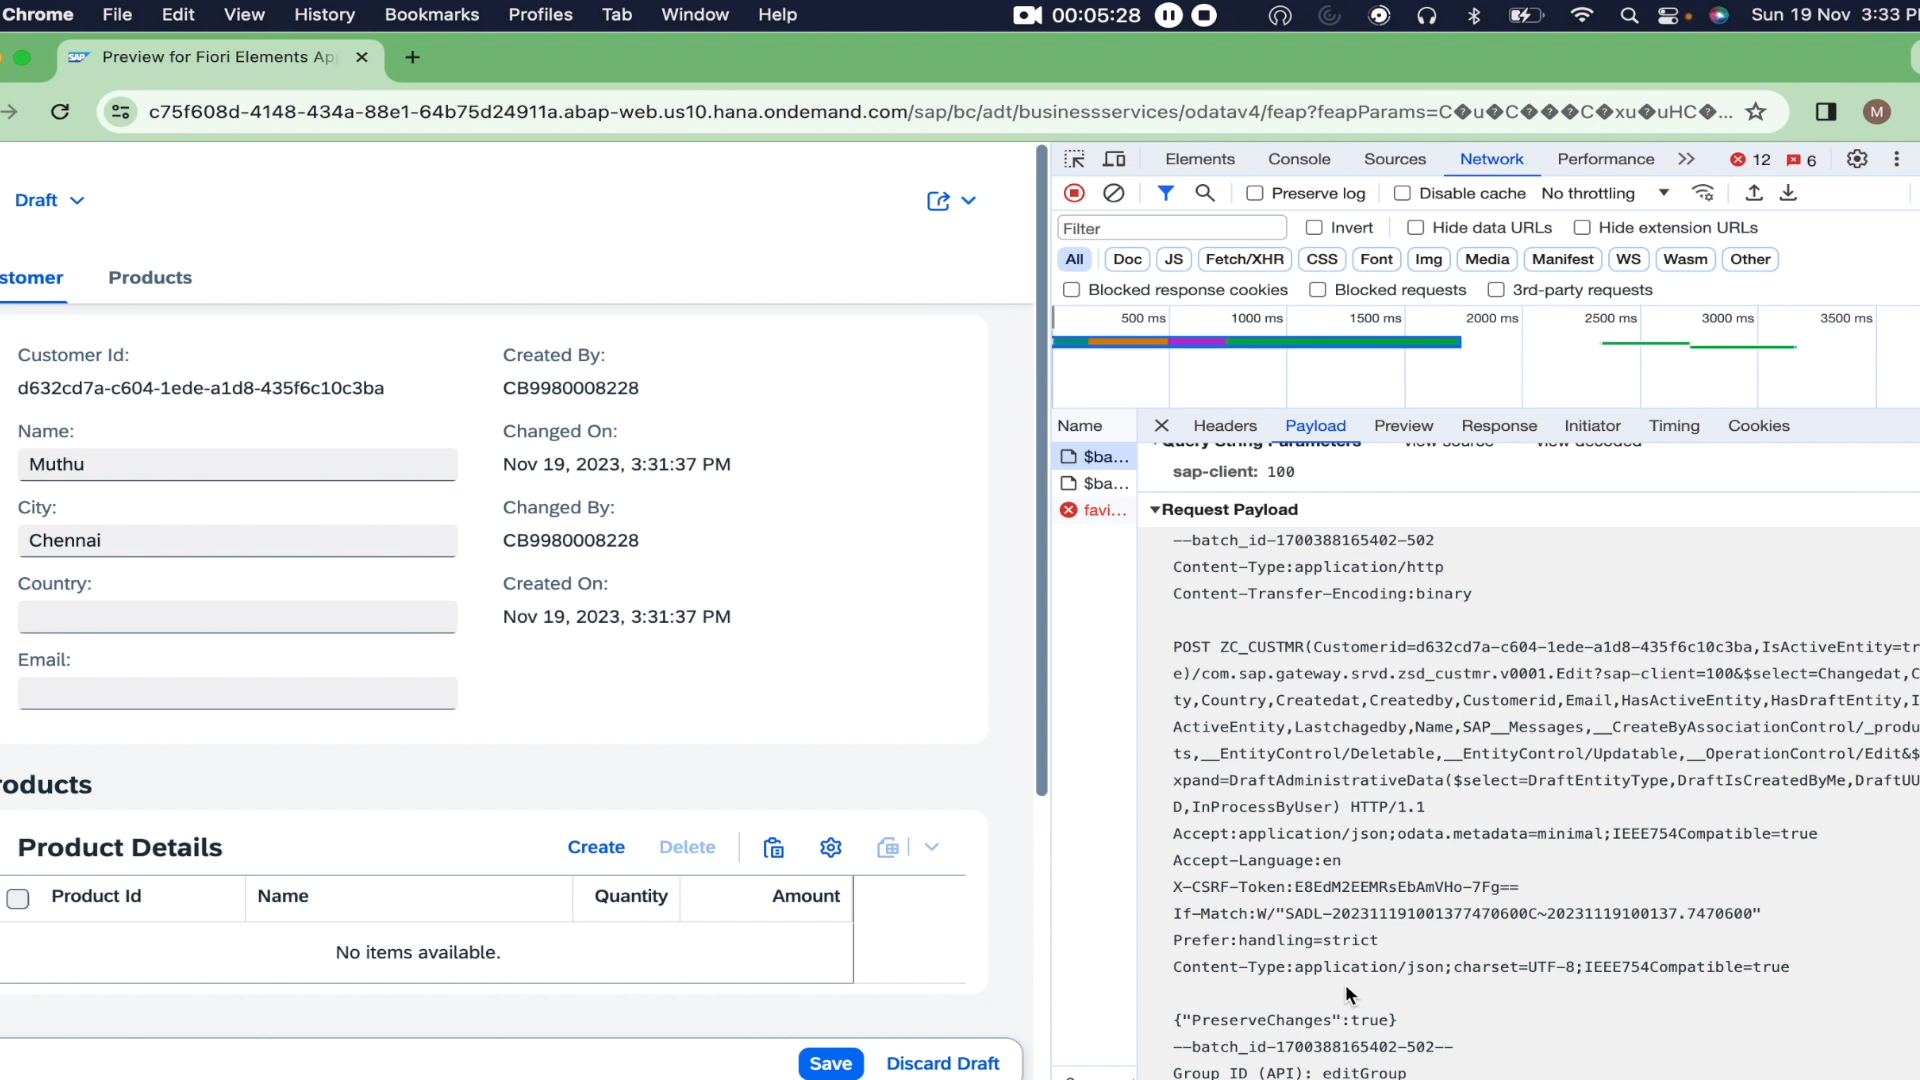 Chrome File Edit View History Bookmarks Profiles Tab Window Help 00:05:28 Sun 19 Nov 3:33 P
Preview for Fiori Elements Ap
c75f608d-4148-434a-88e1-64b75d24911a.abap-web.us10.hana.ondemand.com/sap/bc/adt/businessservices/odatav4/feap?feapParams=C�u�C���C�xu�uHC�... M
Draft
stomer Products
Customer Id:
d632cd7a-c604-1ede-a1d8-435f6c10c3ba
Name:
Muthu
City:
Chennai
Country:
Email:
Created By:
CB9980008228
Changed On:
Nov 19, 2023, 3:31:37 PM
Changed By:
CB9980008228
Created On:
Nov 19, 2023, 3:31:37 PM
roducts
Product Details Create Delete
Product Id Name Quantity Amount
No items available.
Save Discard Draft
Elements Console Sources Network Performance 12 6
Preserve log Disable cache No throttling
Filter Invert Hide data URLs Hide extension URLs
All Doc JS Fetch/XHR CSS Font Img Media Manifest WS Wasm Other
Blocked response cookies Blocked requests 3rd-party requests
500 ms 1000 ms 1500 ms 2000 ms 2500 ms 3000 ms 3500 ms
Name Headers Payload Preview Response Initiator Timing Cookies
$ba...
$ba...
favi...
Query String Parameters view source view decoded
sap-client: 100
Request Payload
--batch_id-1700388165402-502
Content-Type:application/http
Content-Transfer-Encoding:binary
POST ZC_CUSTMR(Customerid=d632cd7a-c604-1ede-a1d8-435f6c10c3ba,IsActiveEntity=tr
e)/com.sap.gateway.srvd.zsd_custmr.v0001.Edit?sap-client=100&$select=Changedat,C
ty,Country,Createdat,Createdby,Customerid,Email,HasActiveEntity,HasDraftEntity,I
ActiveEntity,Lastchagedby,Name,SAP__Messages,__CreateByAssociationControl/_produ
ts,__EntityControl/Deletable,__EntityControl/Updatable,__OperationControl/Edit&$
xpand=DraftAdministrativeData($select=DraftEntityType,DraftIsCreatedByMe,DraftUU
D,InProcessByUser) HTTP/1.1
Accept:application/json;odata.metadata=minimal;IEEE754Compatible=true
Accept-Language:en
X-CSRF-Token:E8EdM2EEMRsEbAmVHo-7Fg==
If-Match:W/"SADL-202311191001377470600C~20231119100137.7470600"
Prefer:handling=strict
Content-Type:application/json;charset=UTF-8;IEEE754Compatible=true
{"PreserveChanges":true}
--batch_id-1700388165402-502--
Group ID (API): editGroup